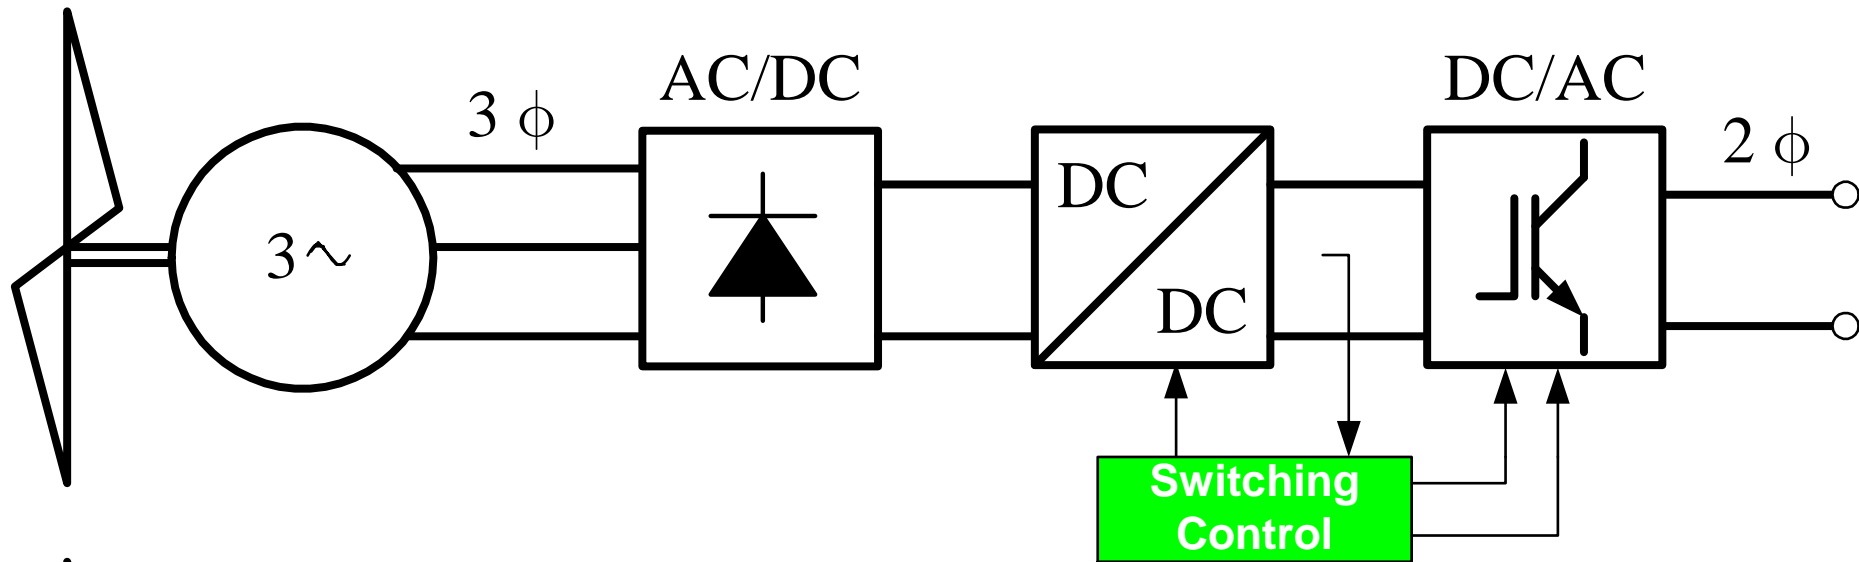 AC/DC
DC/AC
3 ϕ
2 ϕ
3~
DC
DC
Switching
Control